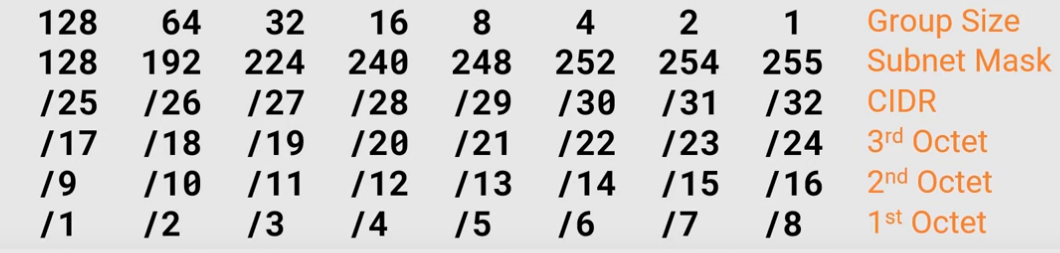 128 64 32 16 8 4 2 1 Group Size
128 192 224 240 248 252 254 255 Subnet Mask
/25 /26 /27 /28 /29 /30 /31 /32 CIDR
/17 /18 /19 /20 /21 /22 /23 /24 3rd Octet
/9 /10 /11 /12 /13 /14 /15 /16 2nd Octet
/1 /2 /3 /4 /5 /6 /7 /8 1st Octet